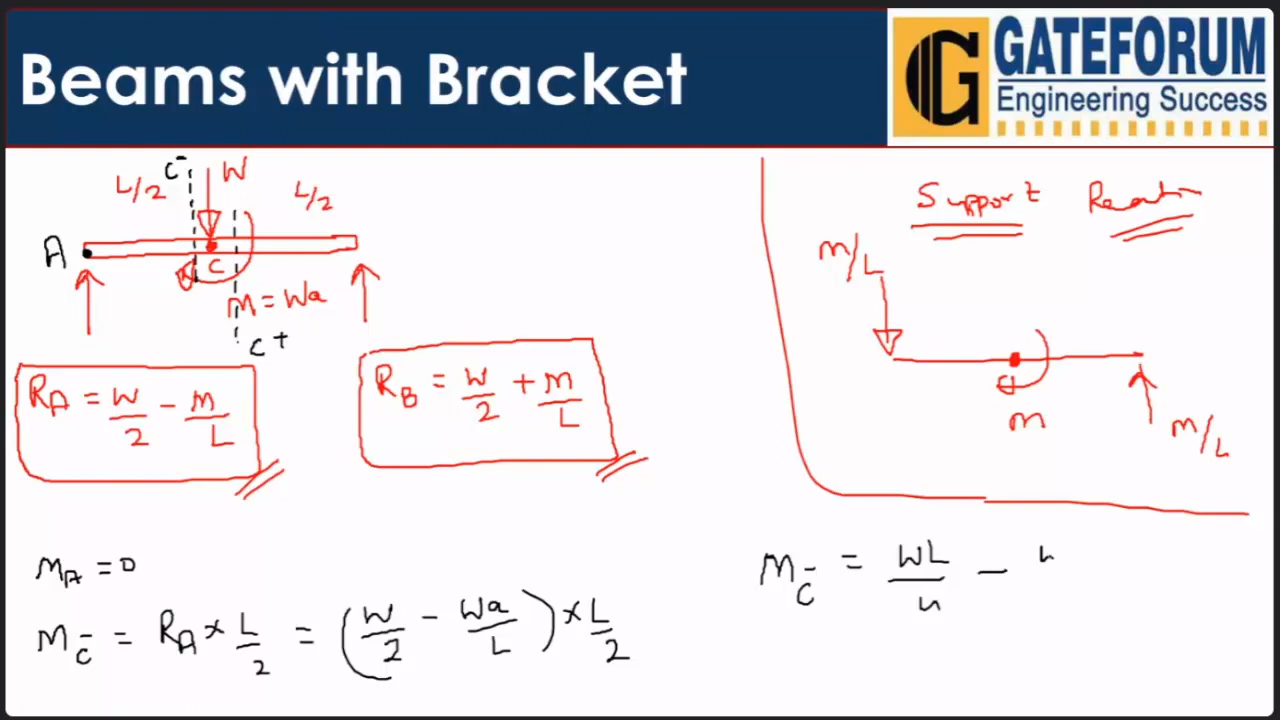 Beams with Bracket
GATEFORUM
Engineering Success
C-
W
L/2
L/2
A
C
M = Wa
C+
RA = W/2 - M/L
RB = W/2 + M/L
Support
M/L
M
M/L
MA = 0
MC- = RA × L/2 = (W/2 - Wa/L) × L/2
MC- = WL/4 -